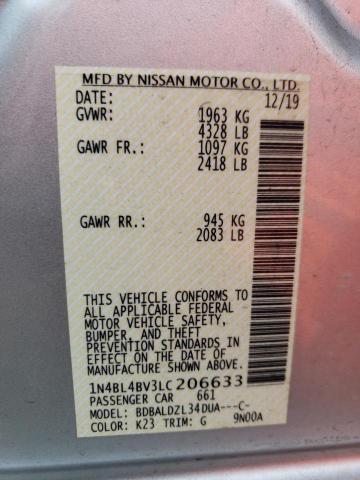 MFD BY NISSAN MOTOR CO., LTD.
DATE: 12/19
GVWR: 1963 KG
4328 LB
GAWR FR.: 1097 KG
2418 LB
GAWR RR.: 945 KG
2083 LB
THIS VEHICLE CONFORMS TO
ALL APPLICABLE FEDERAL
MOTOR VEHICLE SAFETY,
BUMPER, AND THEFT
PREVENTION STANDARDS IN
EFFECT ON THE DATE OF
MANUFACTURE SHOWN ABOVE.
1N4BL4BV3LC206633
PASSENGER CAR 661
MODEL: BDBALDZL34DUA---C-
COLOR: K23 TRIM: G 9N00A